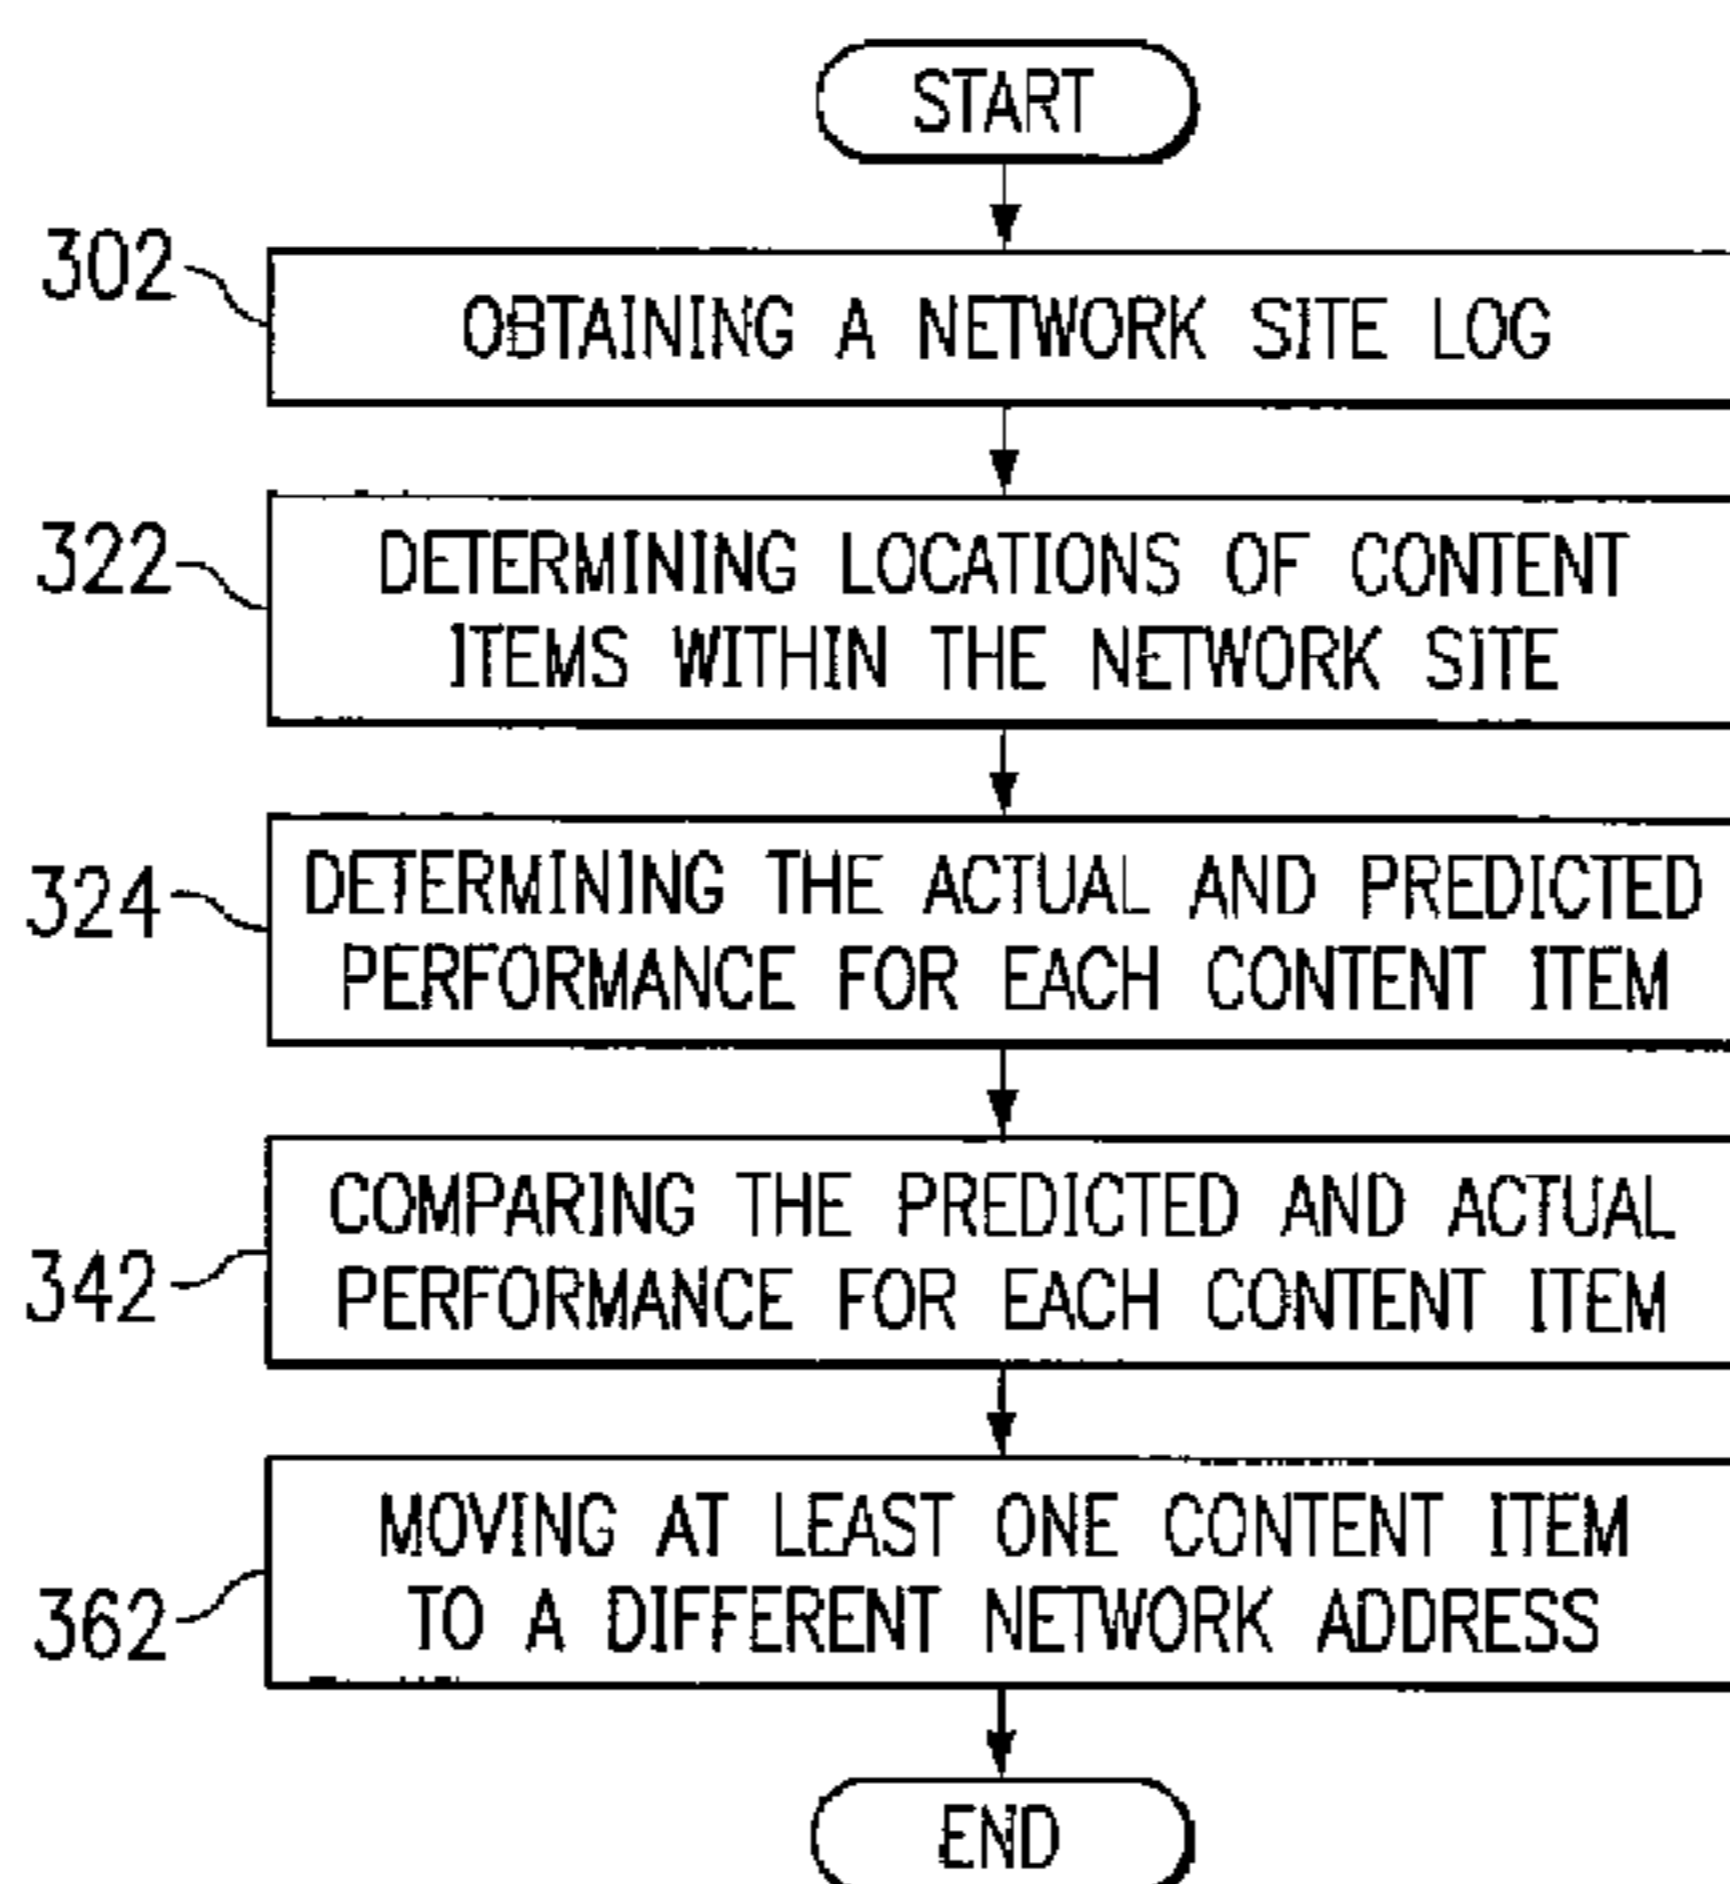 START
302
OBTAINING A NETWORK SITE LOG
322
DETERMINING LOCATIONS OF CONTENT
ITEMS WITHIN THE NETWORK SITE
324
DETERMINING THE ACTUAL AND PREDICTED
PERFORMANCE FOR EACH CONTENT ITEM
342
COMPARING THE PREDICTED AND ACTUAL
PERFORMANCE FOR EACH CONTENT ITEM
362
MOVING AT LEAST ONE CONTENT ITEM
TO A DIFFERENT NETWORK ADDRESS
END